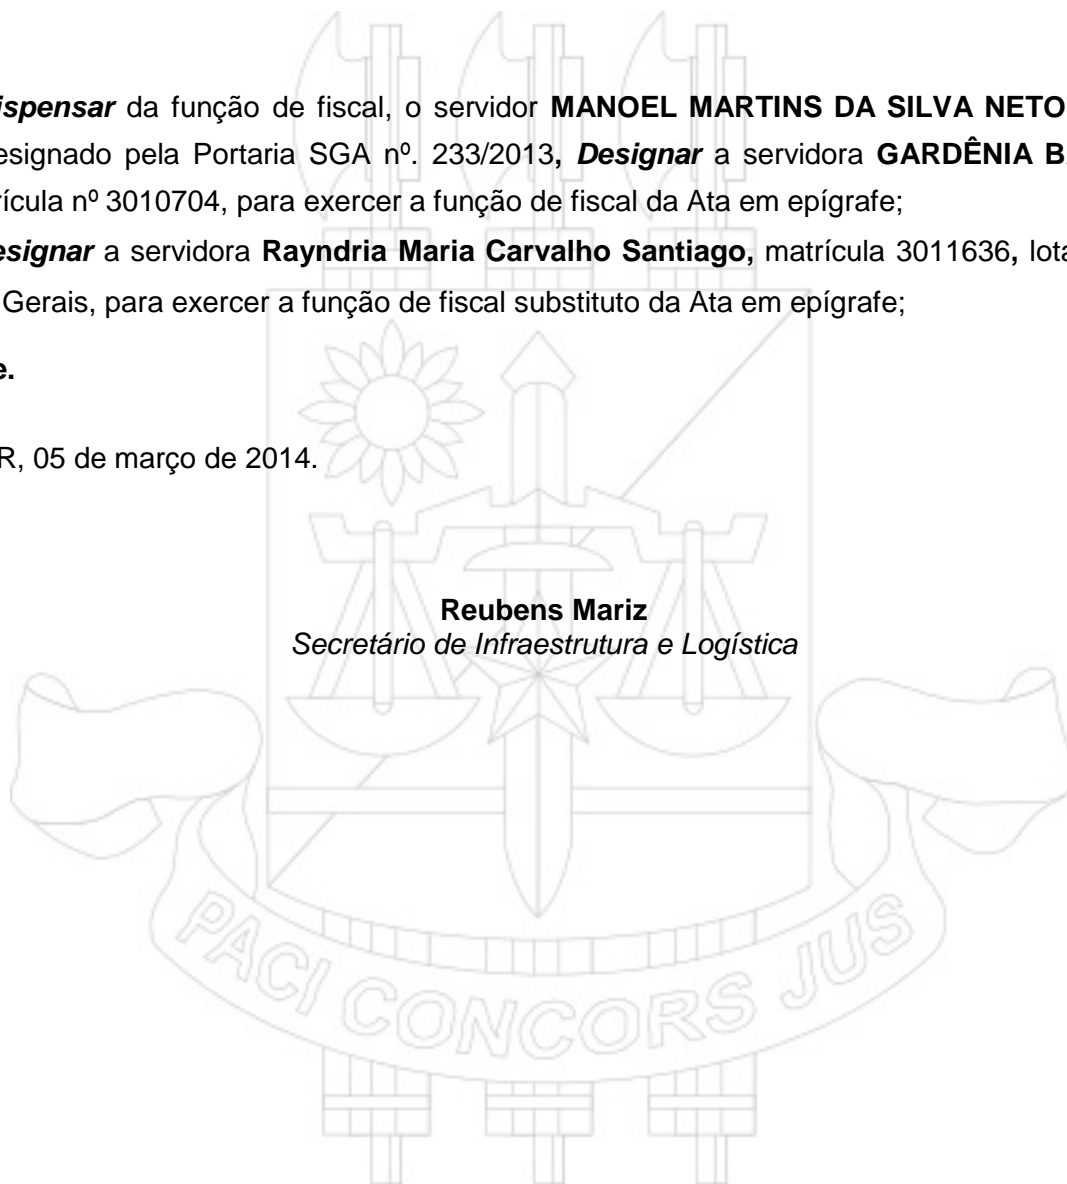 ispensar da função de fiscal, o servidor MANOEL MARTINS DA SILVA NETO
esignado pela Portaria SGA nº. 233/2013, Designar a servidora GARDÊNIA B
rícula nº 3010704, para exercer a função de fiscal da Ata em epígrafe;
esignar a servidora Rayndria Maria Carvalho Santiago, matrícula 3011636, lota
Gerais, para exercer a função de fiscal substituto da Ata em epígrafe;
e.
R, 05 de março de 2014.
Reubens Mariz
Secretário de Infraestrutura e Logística
PACI CONCORS JUS